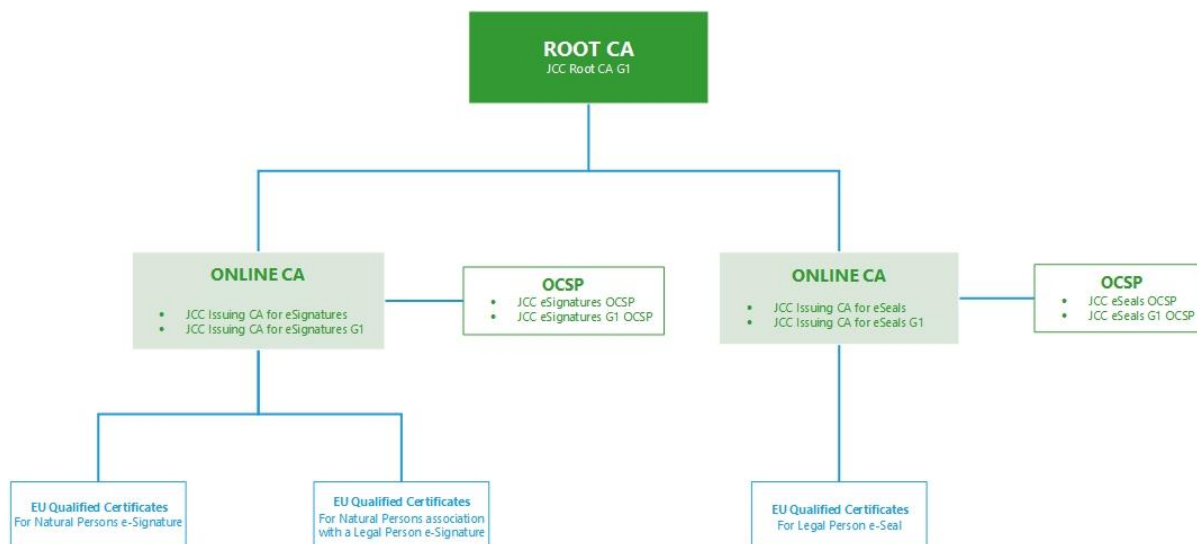 ROOT CA
JCC Root CA G1
ONLINE CA
• JCC Issuing CA for eSignatures
• JCC Issuing CA for eSignatures G1
OCSP
• JCC eSignatures OCSP
• JCC eSignatures G1 OCSP
ONLINE CA
• JCC Issuing CA for eSeals
• JCC Issuing CA for eSeals G1
OCSP
• JCC eSeals OCSP
• JCC eSeals G1 OCSP
EU Qualified Certificates
For Natural Persons e-Signature
EU Qualified Certificates
For Natural Persons association
with a Legal Person e-Signature
EU Qualified Certificates
For Legal Person e-Seal